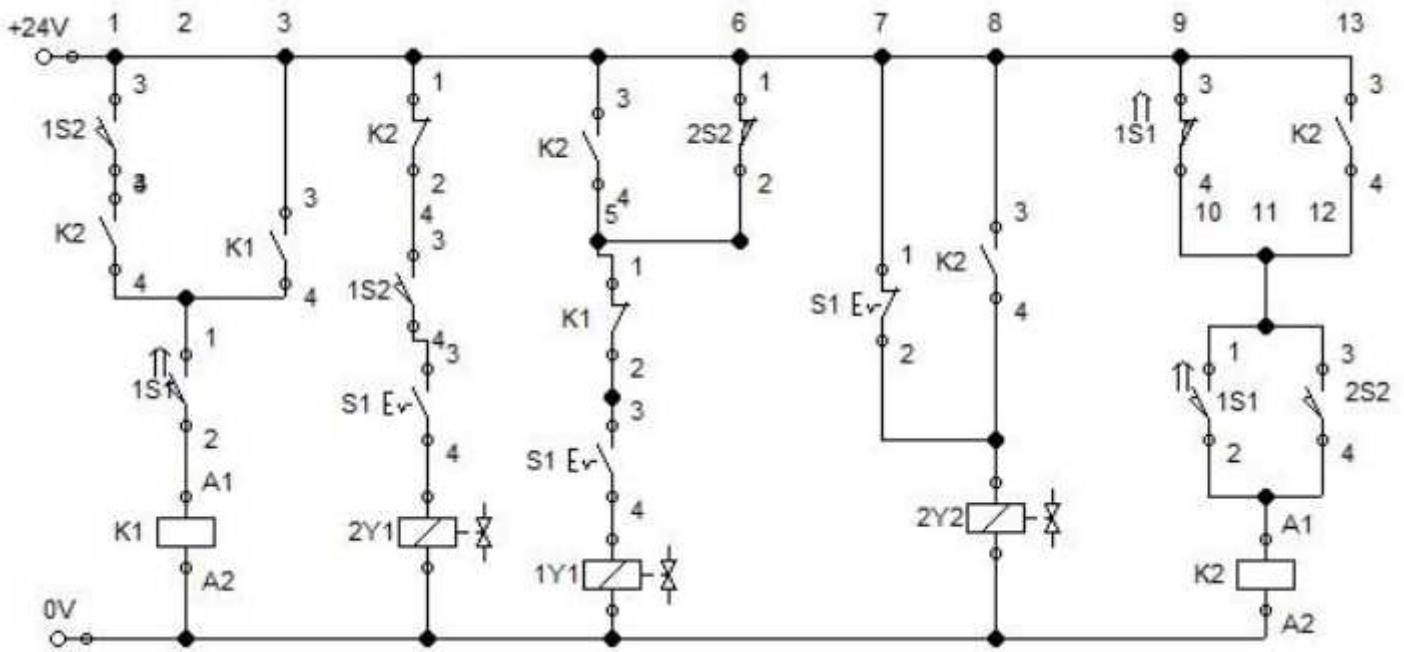 1 2 3 6 7 8 9 13
+24V
3 1 3 1 3 3
1S2 K2 K2 2S2 1S1 K2
4 2 4 2 4 4
3 4 5 10 11 12
K2 K1 3 3 1 3
4 4 1S2 1 K1 S1 K2
1 4 3 2 2 4 1 3
1S1 S1 3 1S1 2S2
2 4 S1 2 4
A1 4 A1
K1 2Y1 1Y1 2Y2 K2
A2 A2
0V